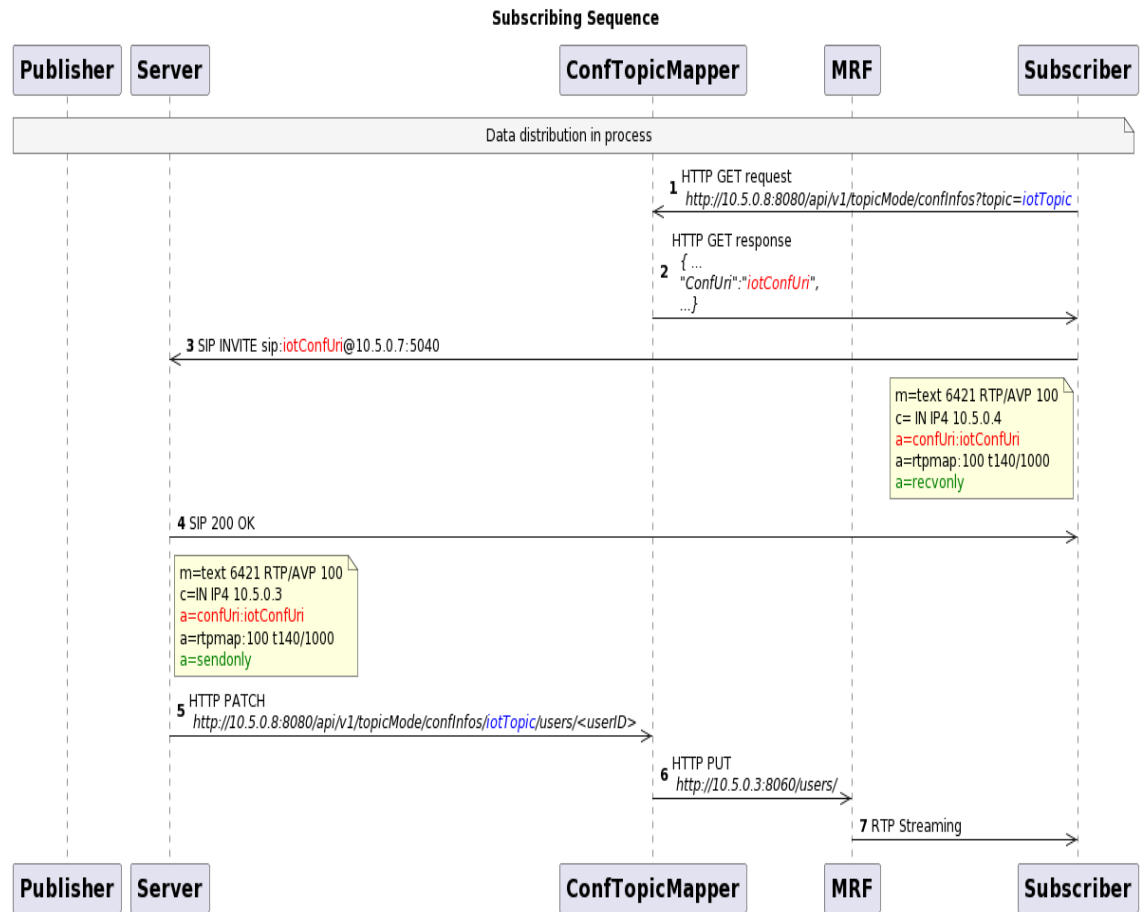 Subscribing Sequence
Publisher Server ConfTopicMapper MRF Subscriber
Data distribution in process
1 HTTP GET request
http://10.5.0.8:8080/api/v1/topicMode/confInfos?topic=iotTopic
HTTP GET response
2 { ...
"ConfUri":"iotConfUri",
...}
3 SIP INVITE sip:iotConfUri@10.5.0.7:5040
m=text 6421 RTP/AVP 100
c= IN IP4 10.5.0.4
a=confUri:iotConfUri
a=rtpmap:100 t140/1000
a=recvonly
4 SIP 200 OK
m=text 6421 RTP/AVP 100
c=IN IP4 10.5.0.3
a=confUri:iotConfUri
a=rtpmap:100 t140/1000
a=sendonly
5 HTTP PATCH
http://10.5.0.8:8080/api/v1/topicMode/confInfos/iotTopic/users/<userID>
6 HTTP PUT
http://10.5.0.3:8060/users/
7 RTP Streaming
Publisher Server ConfTopicMapper MRF Subscriber